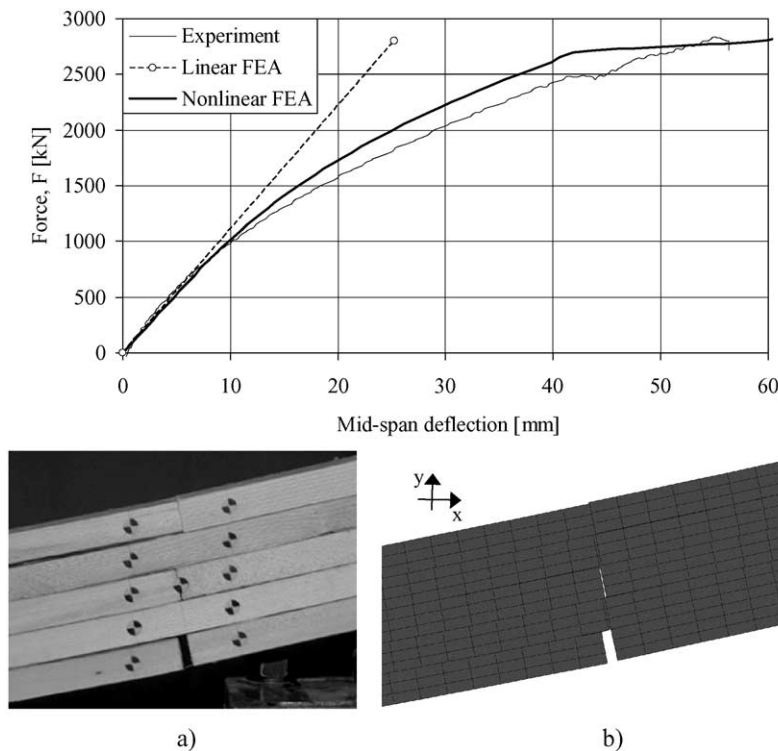 3000
2500
2000
1500
1000
500
0
Force, F [kN]
Experiment
Linear FEA
Nonlinear FEA
0 10 20 30 40 50 60
Mid-span deflection [mm]
y
x
a) b)